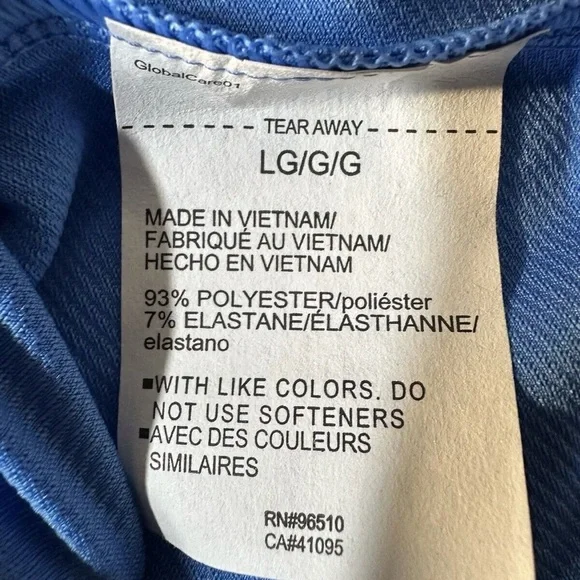 GlobalCare01
TEAR AWAY
LG/G/G
MADE IN VIETNAM/
FABRIQUÉ AU VIETNAM/
HECHO EN VIETNAM
93% POLYESTER/poliéster
7% ELASTANE/ÉLASTHANNE/
elastano
▪WITH LIKE COLORS. DO
NOT USE SOFTENERS
▪AVEC DES COULEURS
SIMILAIRES
RN#96510
CA#41095